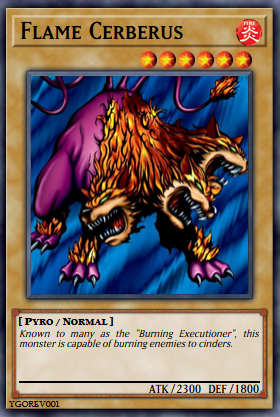 Flame Cerberus
FIRE
炎
[ Pyro / Normal ]
Known to many as the "Burning Executioner", this
monster is capable of burning enemies to cinders.
ATK / 2300 DEF / 1800
YGOREV001